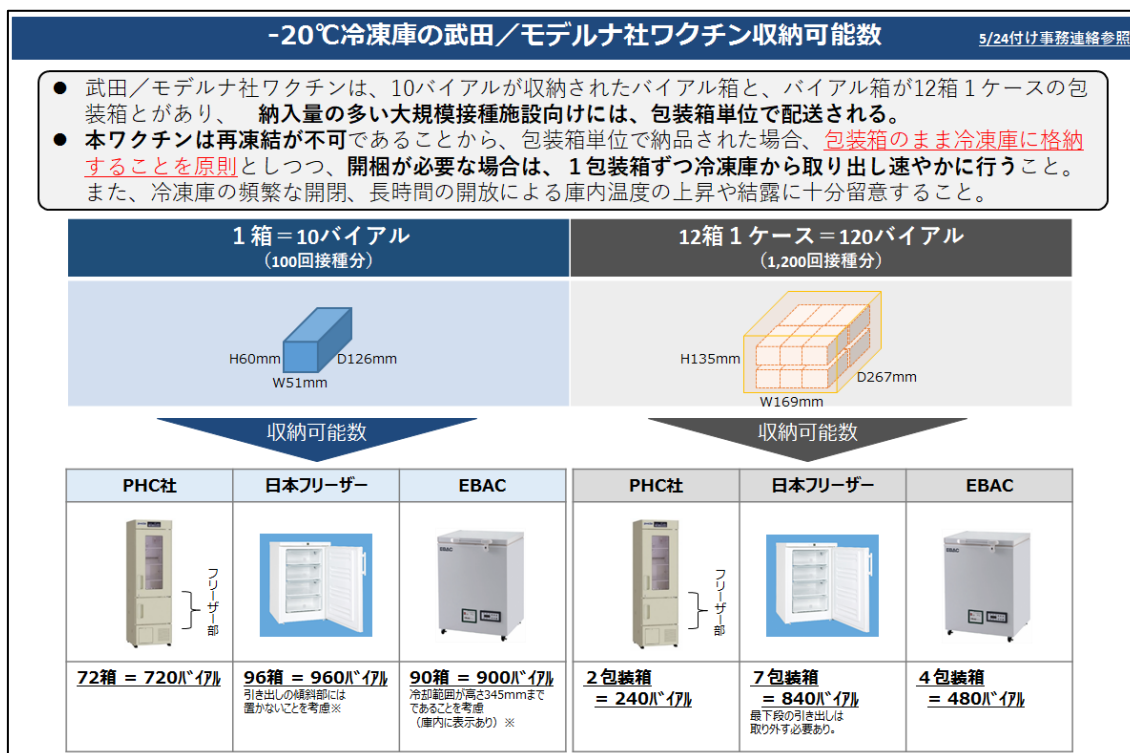 -20℃冷凍庫の武田／モデルナ社ワクチン収納可能数
5/24付け事務連絡参照
● 武田／モデルナ社ワクチンは、10バイアルが収納されたバイアル箱と、バイアル箱が12箱１ケースの包
装箱とがあり、 納入量の多い大規模接種施設向けには、包装箱単位で配送される。
● 本ワクチンは再凍結が不可であることから、包装箱単位で納品された場合、包装箱のまま冷凍庫に格納
することを原則としつつ、開梱が必要な場合は、１包装箱ずつ冷凍庫から取り出し速やかに行うこと。
また、冷凍庫の頻繁な開閉、長時間の開放による庫内温度の上昇や結露に十分留意すること。
１箱＝10バイアル
（100回接種分）
12箱１ケース＝120バイアル
（1,200回接種分）
H60mm
D126mm
W51mm
H135mm
D267mm
W169mm
収納可能数
収納可能数
PHC社
日本フリーザー
EBAC
PHC社
日本フリーザー
EBAC
フリーザー部
EBAC
フリーザー部
EBAC
72箱 = 720ﾊﾞｲｱﾙ
96箱 = 960ﾊﾞｲｱﾙ
引き出しの傾斜部には
置かないことを考慮※
90箱 = 900ﾊﾞｲｱﾙ
冷却範囲が高さ345mmまで
であることを考慮
（庫内に表示あり）※
２包装箱
= 240ﾊﾞｲｱﾙ
７包装箱
= 840ﾊﾞｲｱﾙ
最下段の引き出しは
取り外す必要あり。
４包装箱
= 480ﾊﾞｲｱﾙ